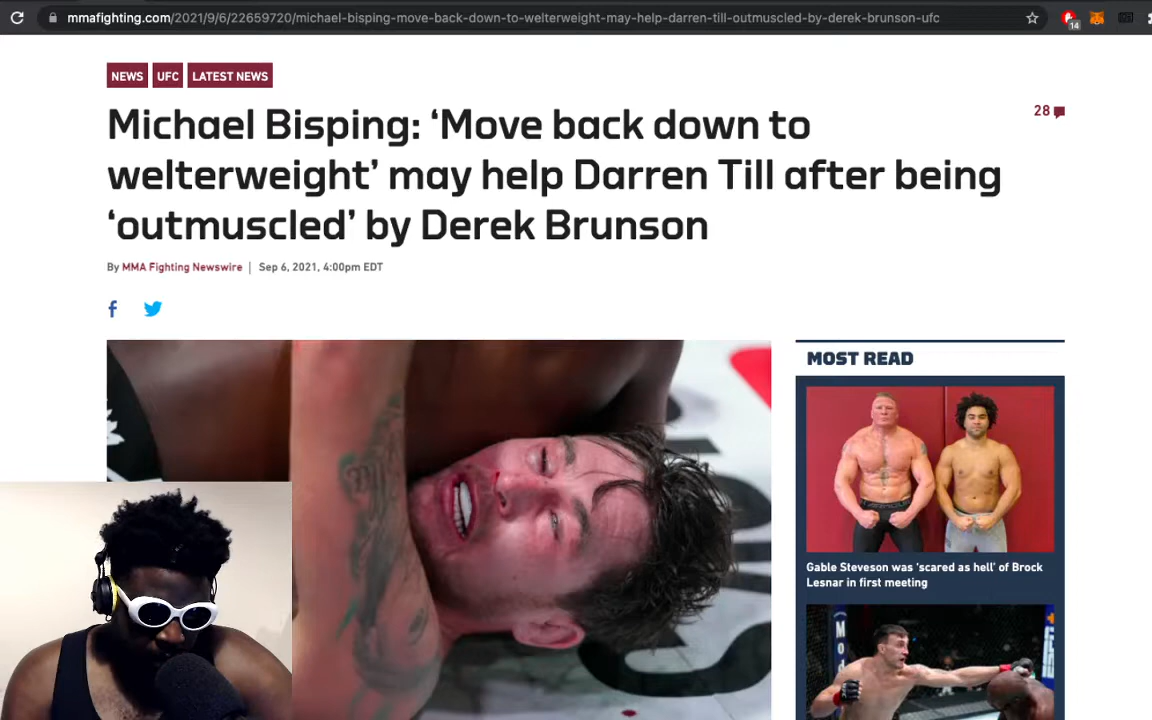 mmafighting.com/2021/9/6/22659720/michael-bisping-move-back-down-to-welterweight-may-help-darren-till-outmuscled-by-derek-brunson-ufc
14
NEWS UFC LATEST NEWS
Michael Bisping: ‘Move back down to
welterweight’ may help Darren Till after being
‘outmuscled’ by Derek Brunson
28
By MMA Fighting Newswire | Sep 6, 2021, 4:00pm EDT
MOST READ
Gable Steveson was ‘scared as hell’ of Brock
Lesnar in first meeting